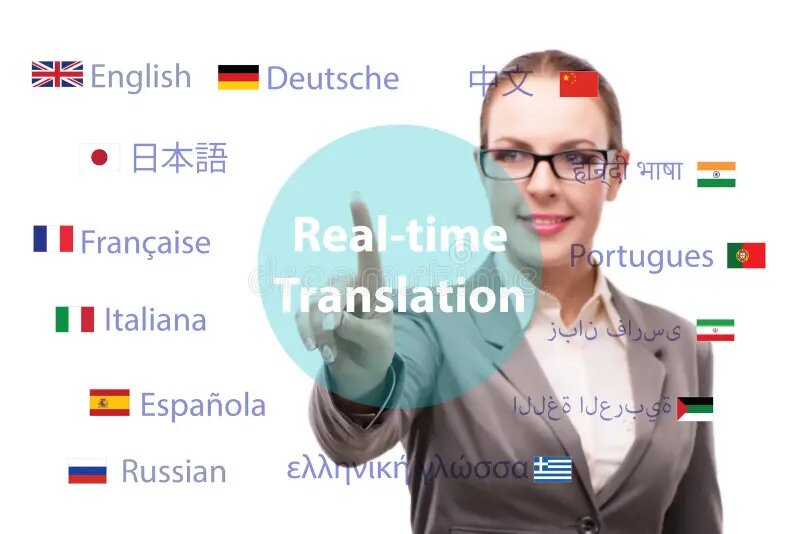 English
Deutsche
中文
日本語
हिन्दी भाषा
Real-time
Translation
Française
Portugues
Italiana
زبان فارسی
Española
اللغة العربية
Russian
ελληνική γλώσσα